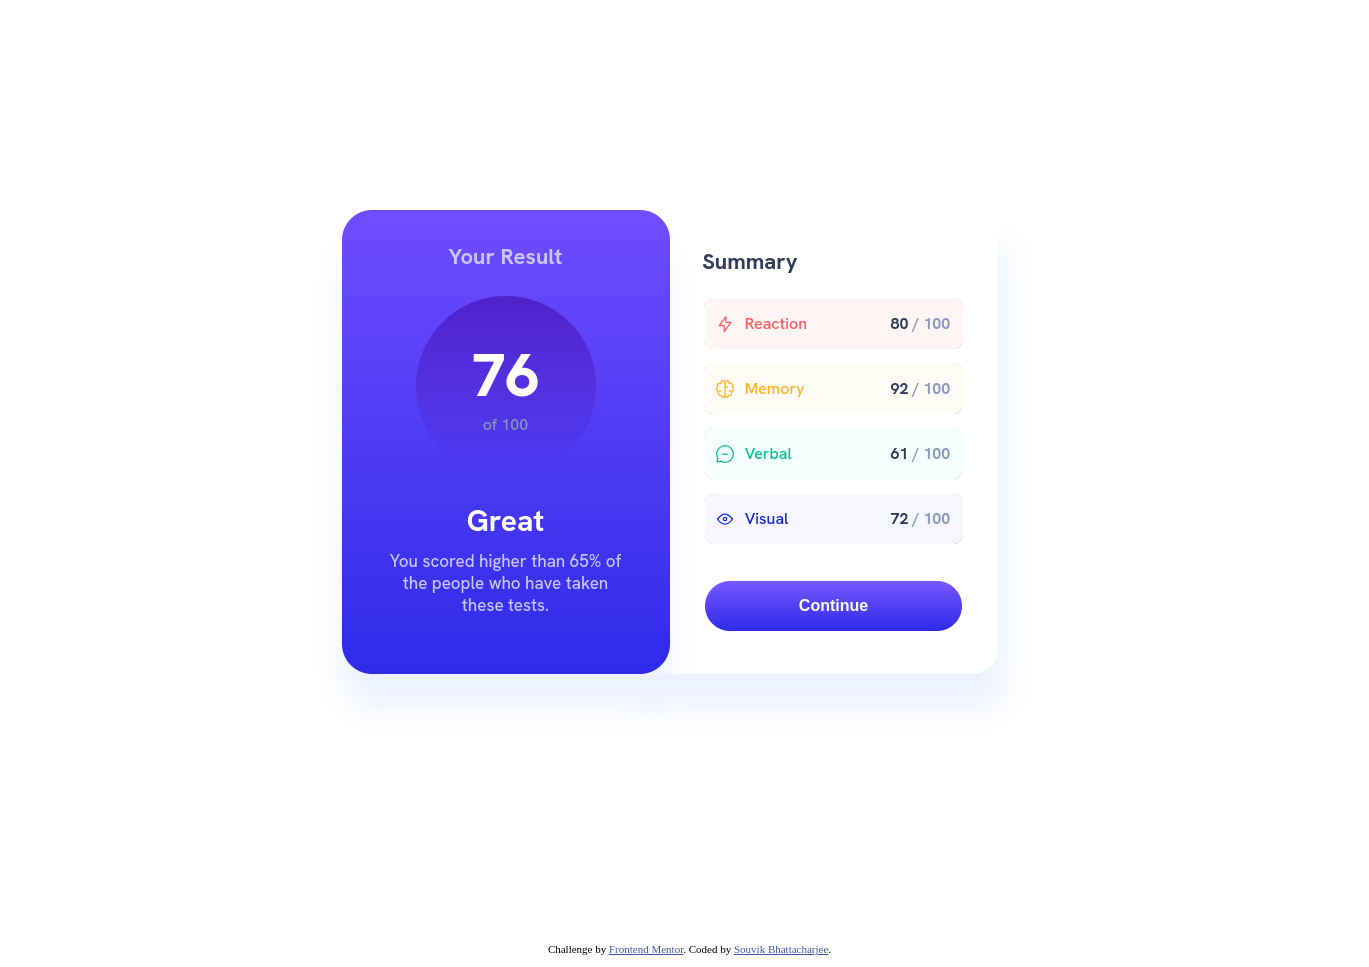 Your Result
76
of 100
Great
You scored higher than 65% of
the people who have taken
these tests.
Summary
Reaction 80 / 100
Memory 92 / 100
Verbal 61 / 100
Visual 72 / 100
Continue
Challenge by Frontend Mentor. Coded by Souvik Bhattacharjee.